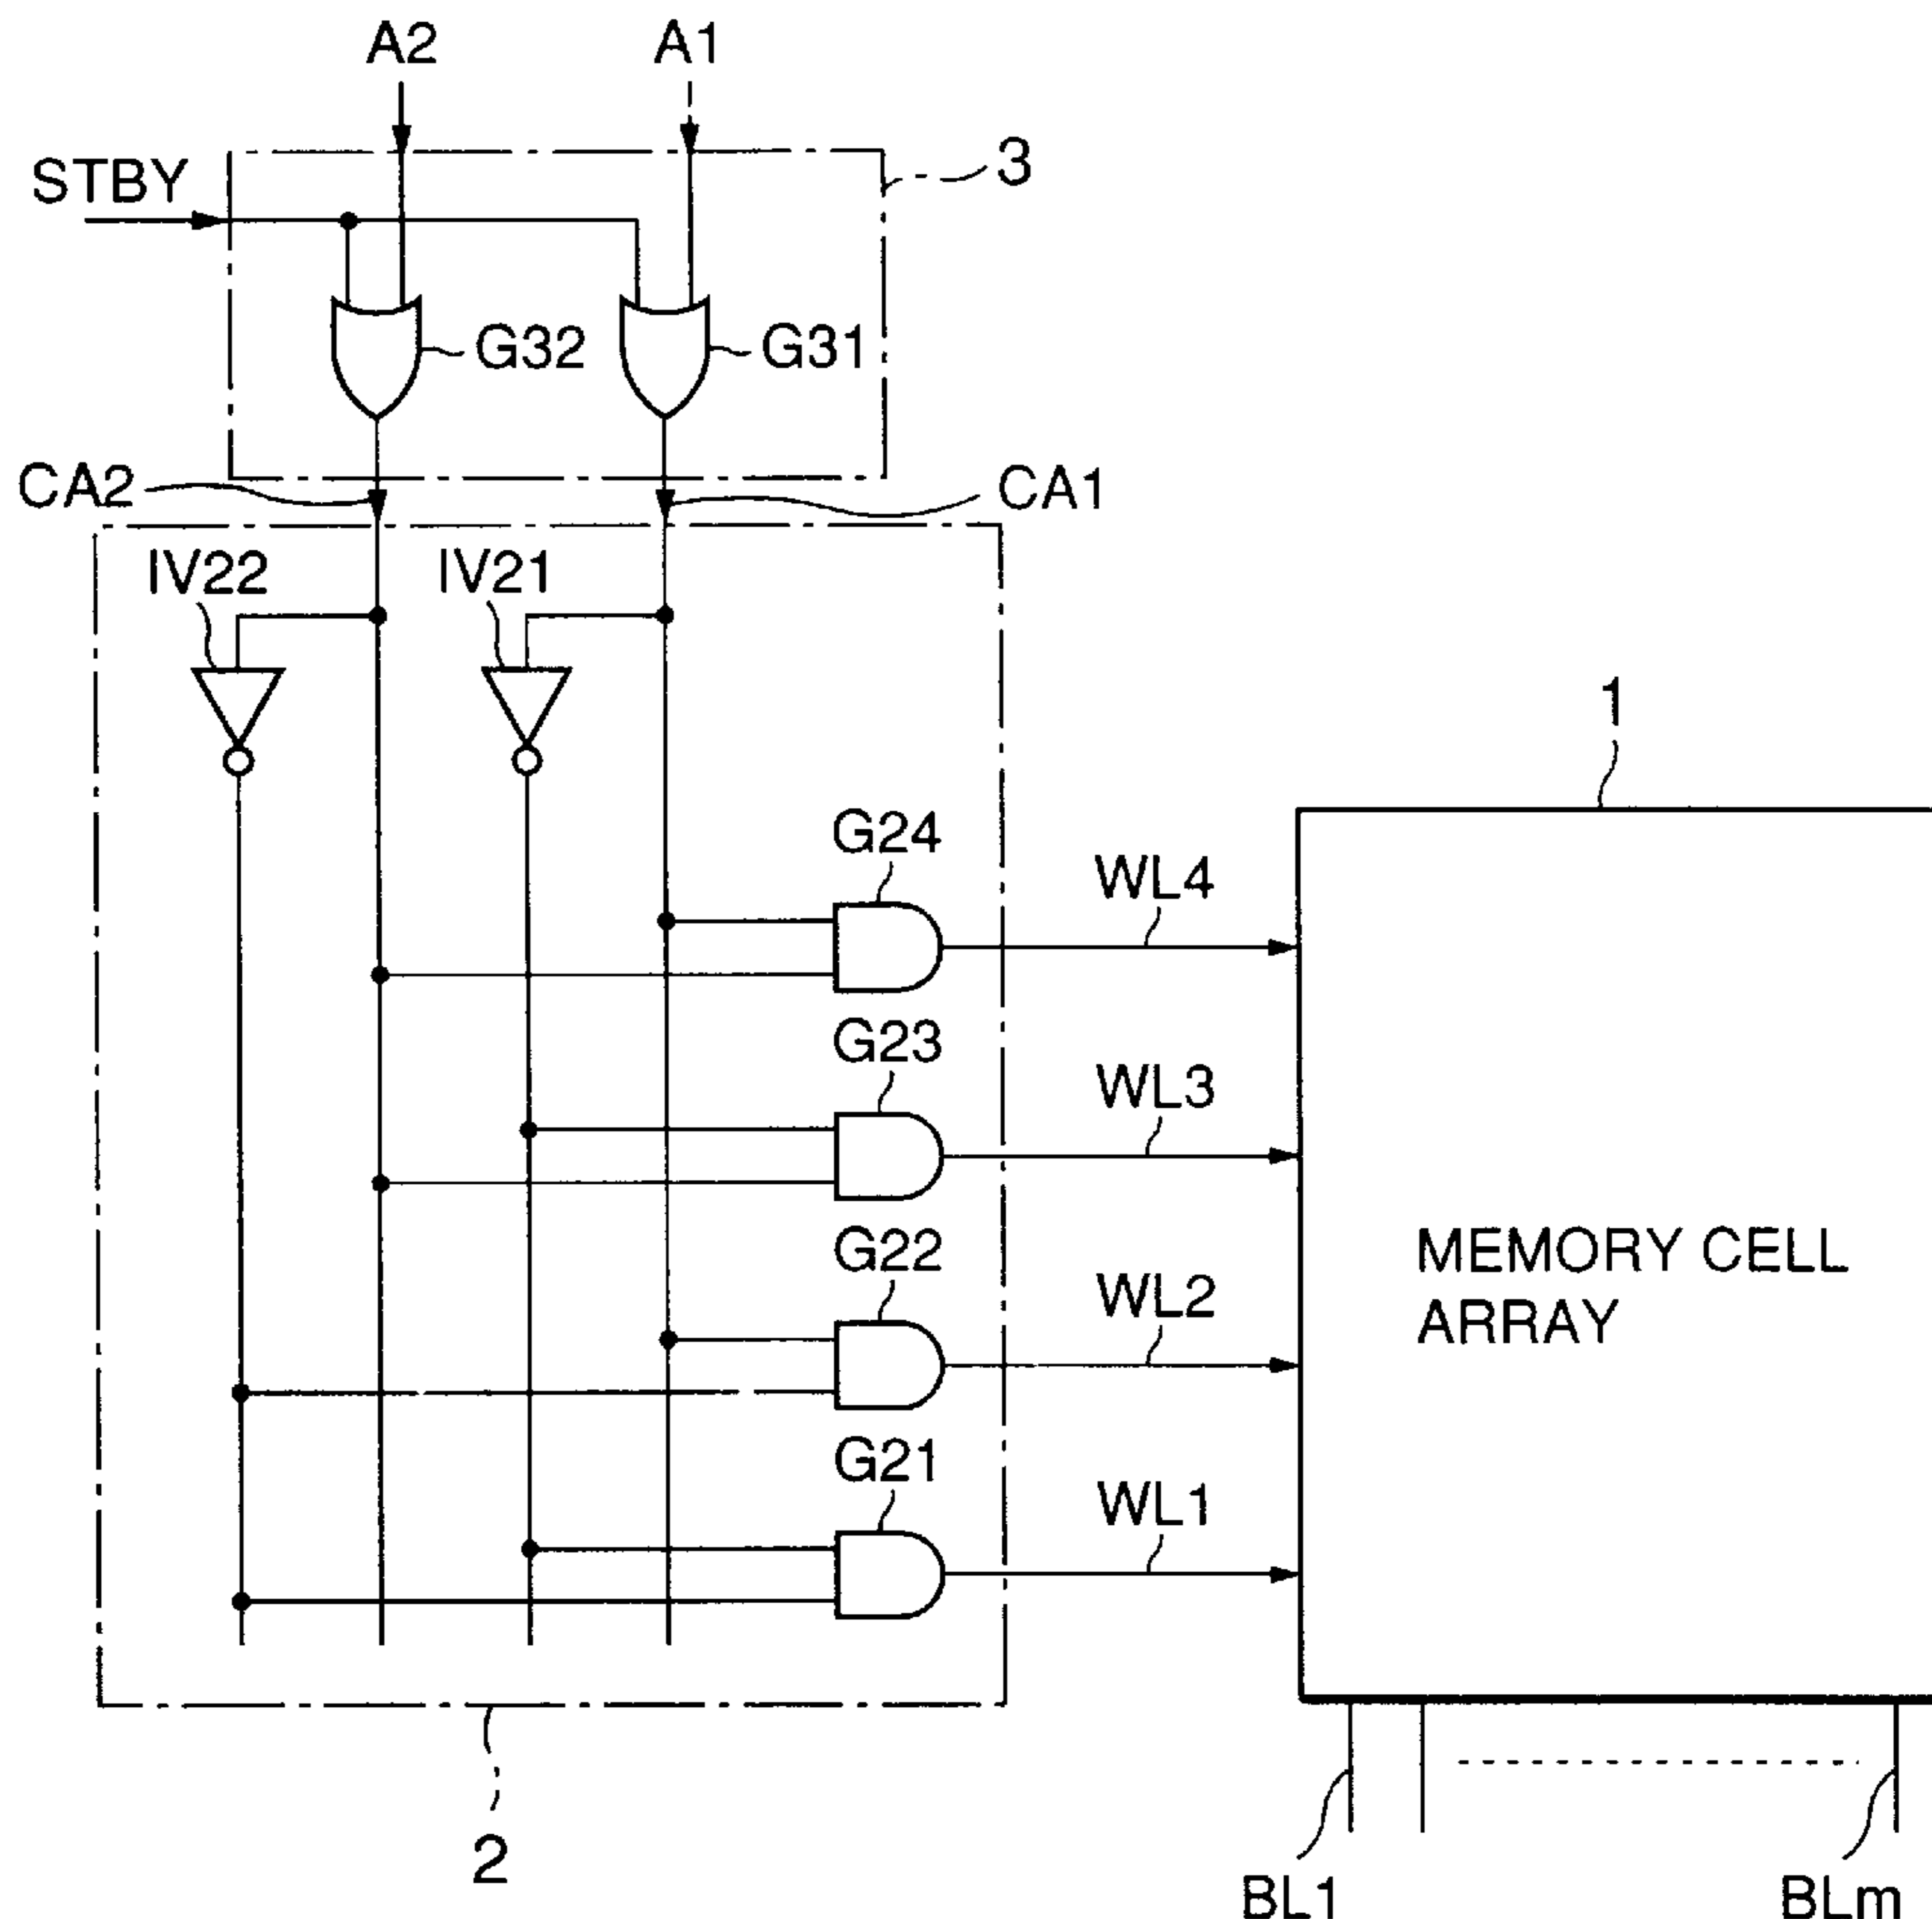 A2 A1
STBY
3
G32 G31
CA2 CA1
IV22 IV21
1
G24
WL4
G23
WL3
G22
WL2
MEMORY CELL
ARRAY
G21
WL1
2
BL1 BLm